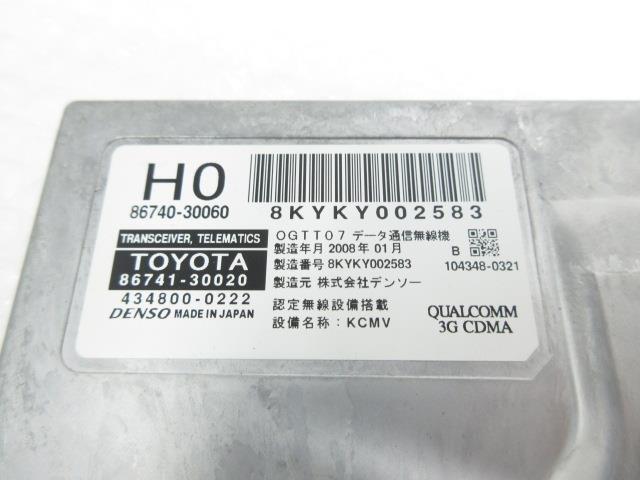 H0
86740-30060
8KYKY002583
TRANSCEIVER, TELEMATICS
TOYOTA
86741-30020
434800-0222
DENSO MADE IN JAPAN
OGTT07 データ通信無線機
製造年月 2008年 01月
製造番号 8KYKY002583
製造元 株式会社デンソー
認定無線設備搭載
設備名称：KCMV
B
104348-0321
QUALCOMM
3G CDMA